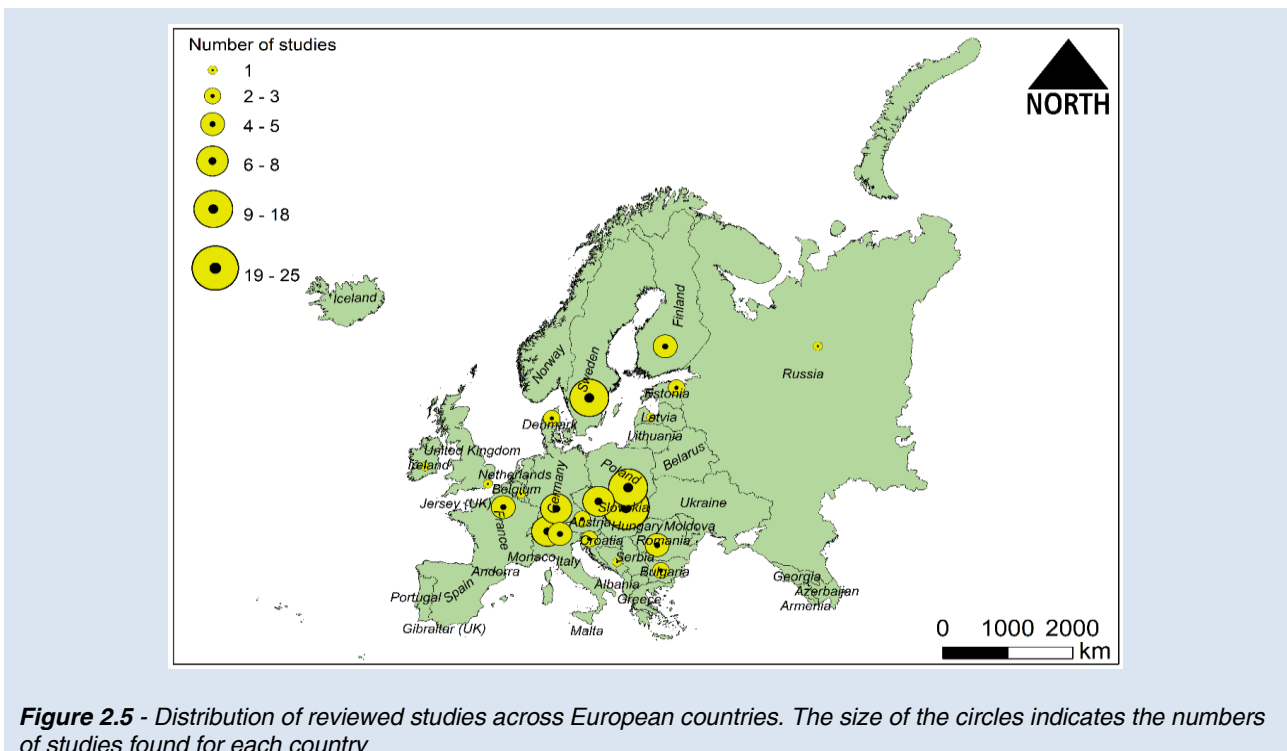 Number of studies
1
2 - 3
4 - 5
6 - 8
9 - 18
19 - 25
NORTH
Iceland
Finland
Norway
Sweden
Russia
Estonia
Latvia
Denmark
Lithuania
United Kingdom
Ireland
Belarus
Poland
Netherlands
Germany
Belgium
Jersey (UK)
Ukraine
Slovakia
Austria
Hungary
Moldova
France
Croatia
Romania
Monaco
Italy
Serbia
Andorra
Bulgaria
Spain
Albania
Georgia
Portugal
Greece
Azerbaijan
Armenia
Gibraltar (UK)
Malta
0 1000 2000
km
Figure 2.5 - Distribution of reviewed studies across European countries. The size of the circles indicates the numbers
of studies found for each country